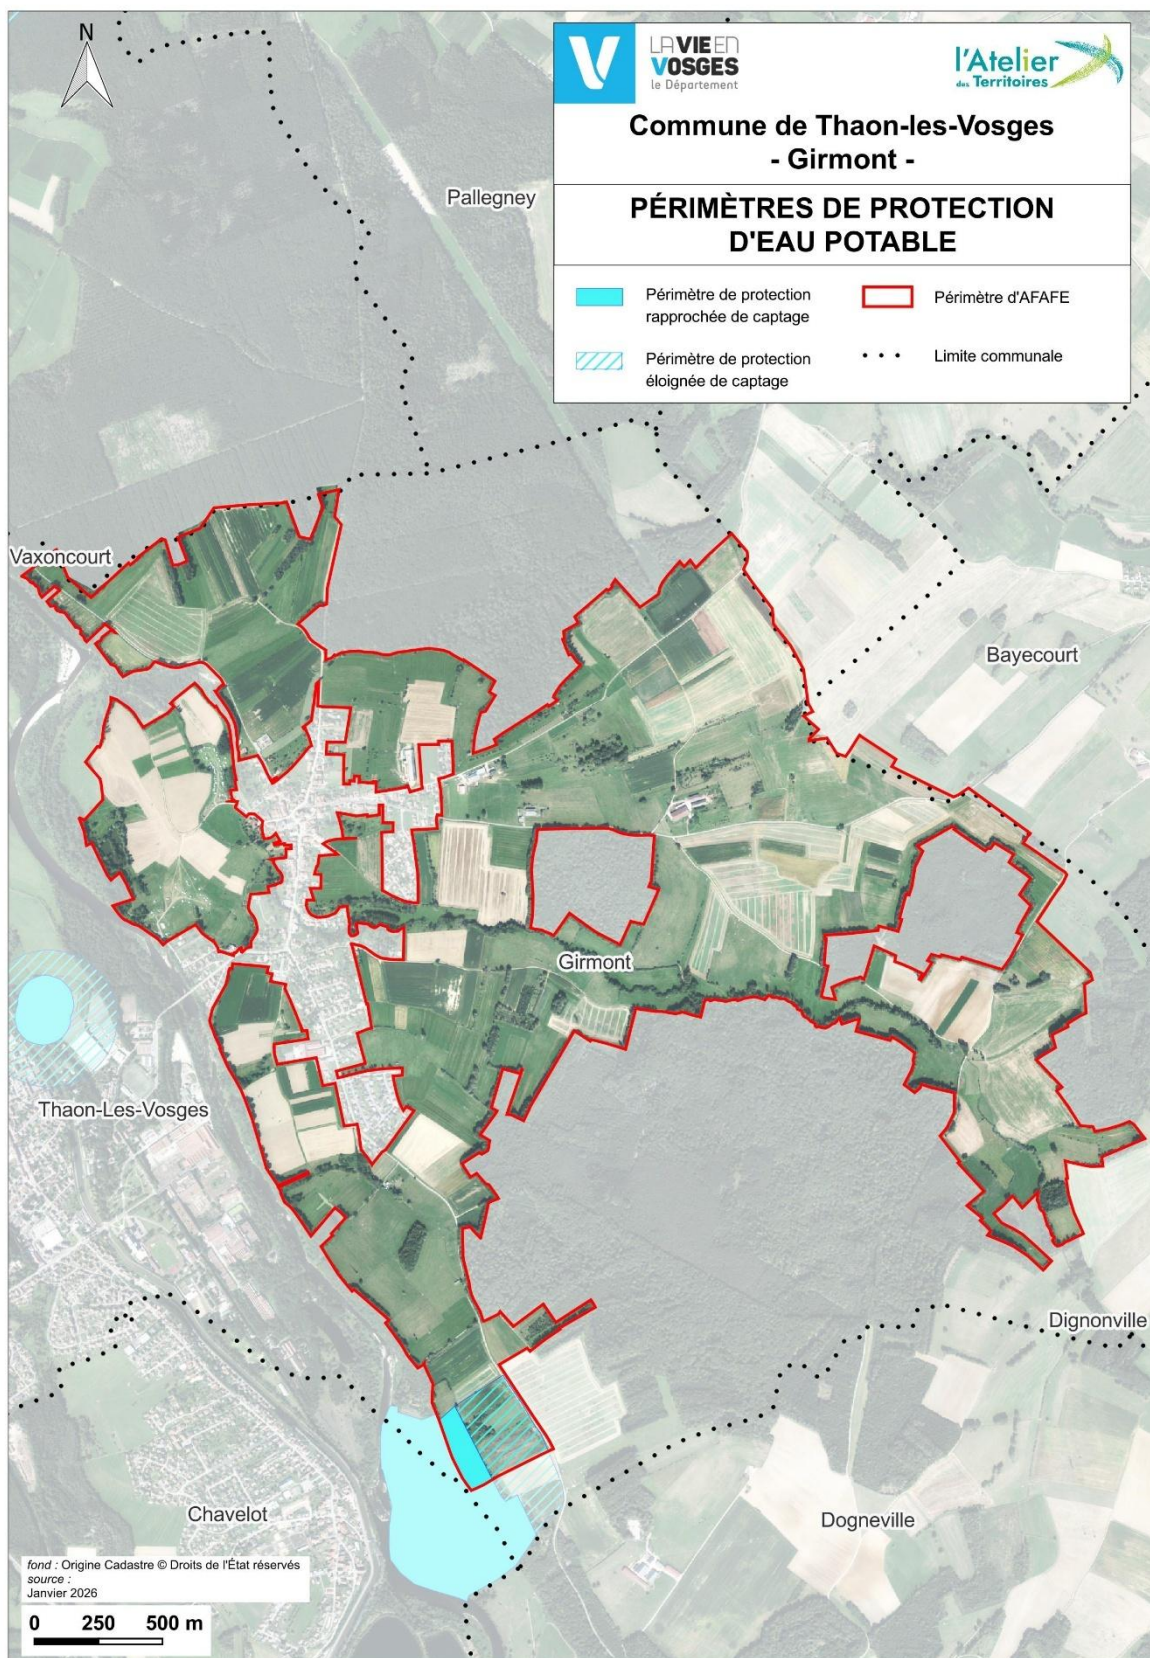 N
LA VIE EN
VOSGES
le Département
l'Atelier
des Territoires
Commune de Thaon-les-Vosges
- Girmont -
PÉRIMÈTRES DE PROTECTION
D'EAU POTABLE
Périmètre de protection
rapprochée de captage
Périmètre d'AFAFE
Périmètre de protection
éloignée de captage
Limite communale
Pallegney
Vaxoncourt
Bayecourt
Girmont
Thaon-Les-Vosges
Dignonville
Chavelot
Dogneville
fond : Origine Cadastre © Droits de l'État réservés
source :
Janvier 2026
0 250 500 m